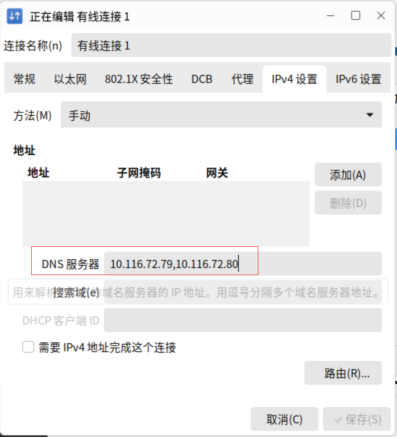 正在编辑 有线连接 1
连接名称(n) 有线连接 1
常规 以太网 802.1X 安全性 DCB 代理 IPv4 设置 IPv6 设置
方法(M) 手动
地址
地址 子网掩码 网关
添加(A)
删除(D)
DNS 服务器 10.116.72.79,10.116.72.80
搜索域(e)
用来解析 域名服务器的 IP 地址。用逗号分隔多个域名服务器地址。
DHCP 客户端 ID
需要 IPv4 地址完成这个连接
路由(R)...
取消(C) 保存(S)